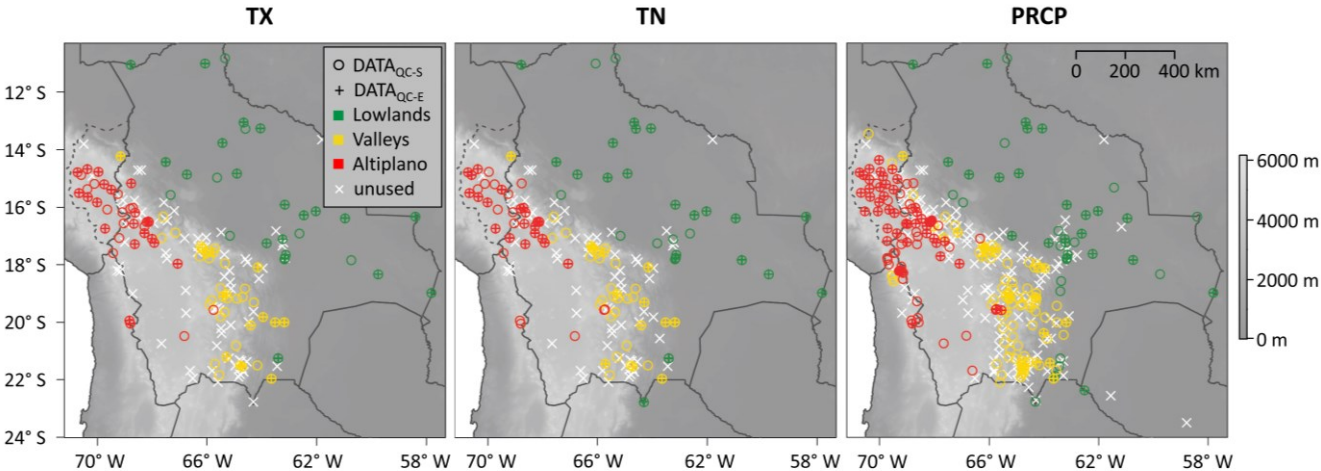 TX TN PRCP
○ DATAQC-S
+ DATAQC-E
Lowlands
Valleys
Altiplano
× unused
0 200 400 km
12° S
14° S
16° S
18° S
20° S
22° S
24° S
6000 m
4000 m
2000 m
0 m
70° W 66° W 62° W 58° W 70° W 66° W 62° W 58° W 70° W 66° W 62° W 58° W